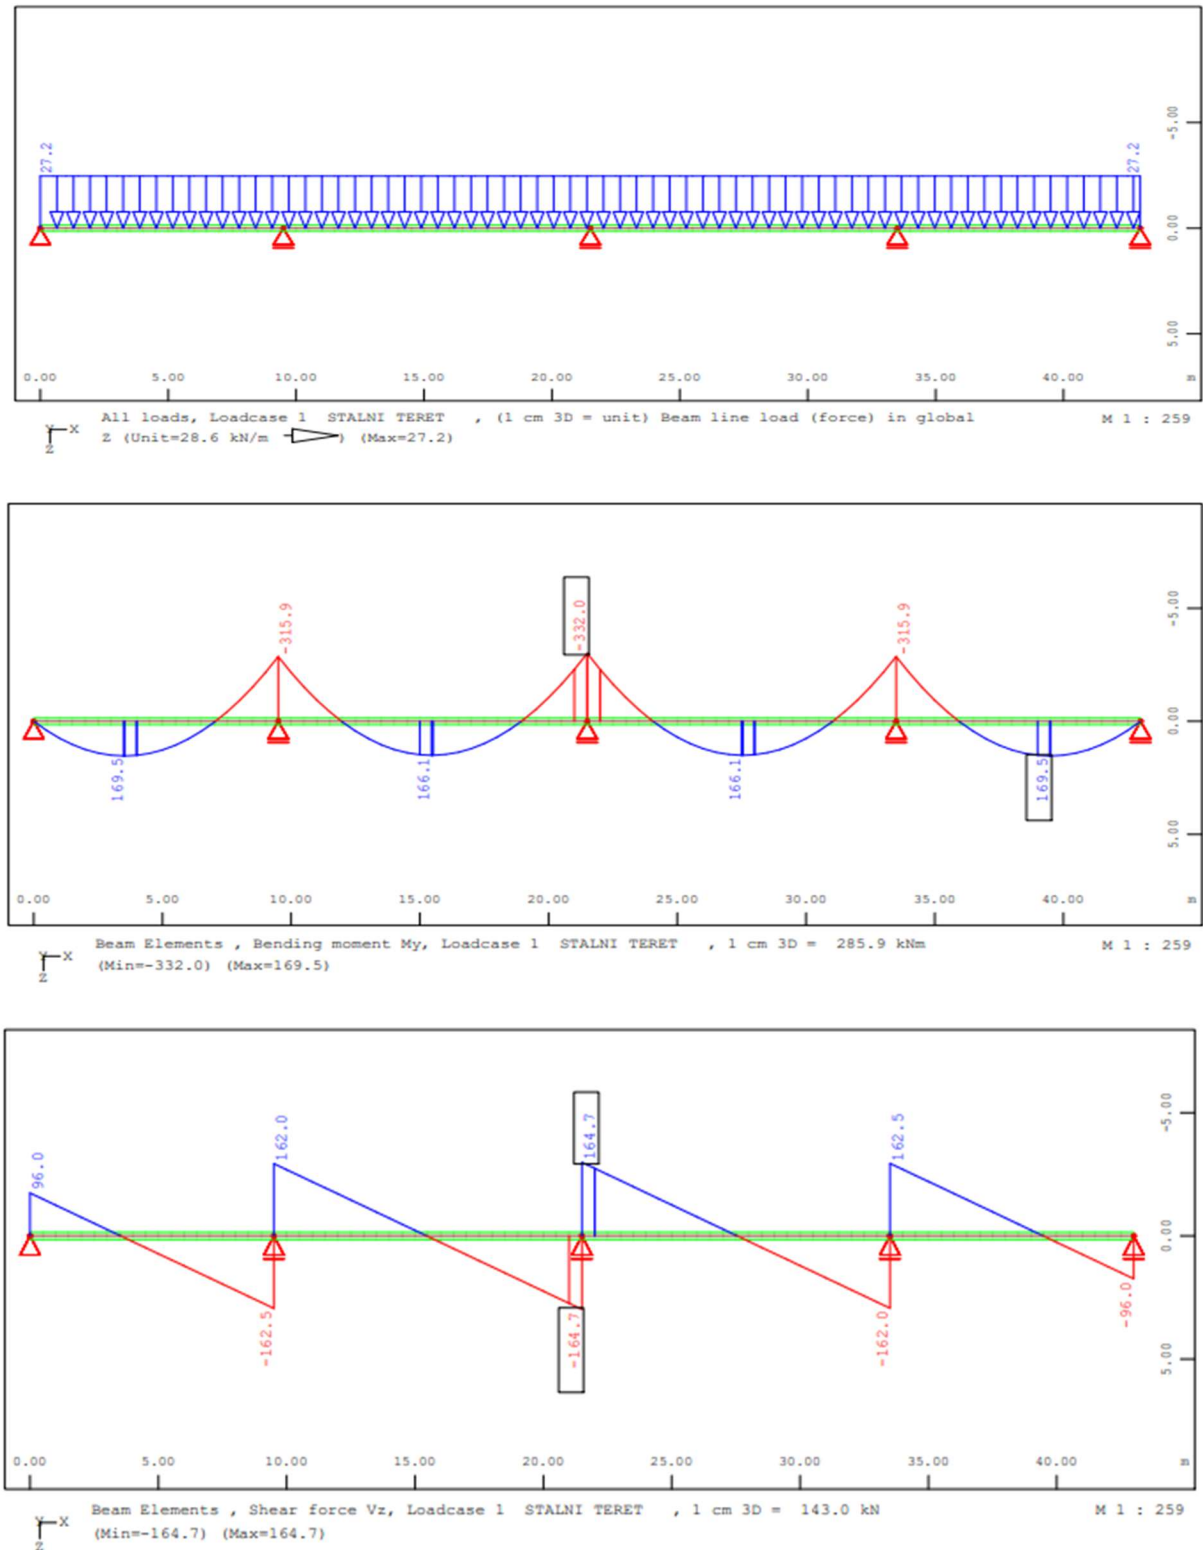 27.2
27.2
-5.00
0.00
5.00
0.00 5.00 10.00 15.00 20.00 25.00 30.00 35.00 40.00 m
Y X
Z
All loads, Loadcase 1 STALNI TERET , (1 cm 3D = unit) Beam line load (force) in global
Z (Unit=28.6 kN/m ) (Max=27.2)
M 1 : 259
-315.9
-332.0
-315.9
169.5
166.1
166.1
169.5
-5.00
0.00
5.00
0.00 5.00 10.00 15.00 20.00 25.00 30.00 35.00 40.00 m
Y X
Z
Beam Elements , Bending moment My, Loadcase 1 STALNI TERET , 1 cm 3D = 285.9 kNm
(Min=-332.0) (Max=169.5)
M 1 : 259
96.0
162.0
164.7
162.5
-162.5
-164.7
-162.0
-96.0
-5.00
0.00
5.00
0.00 5.00 10.00 15.00 20.00 25.00 30.00 35.00 40.00 m
Y X
Z
Beam Elements , Shear force Vz, Loadcase 1 STALNI TERET , 1 cm 3D = 143.0 kN
(Min=-164.7) (Max=164.7)
M 1 : 259